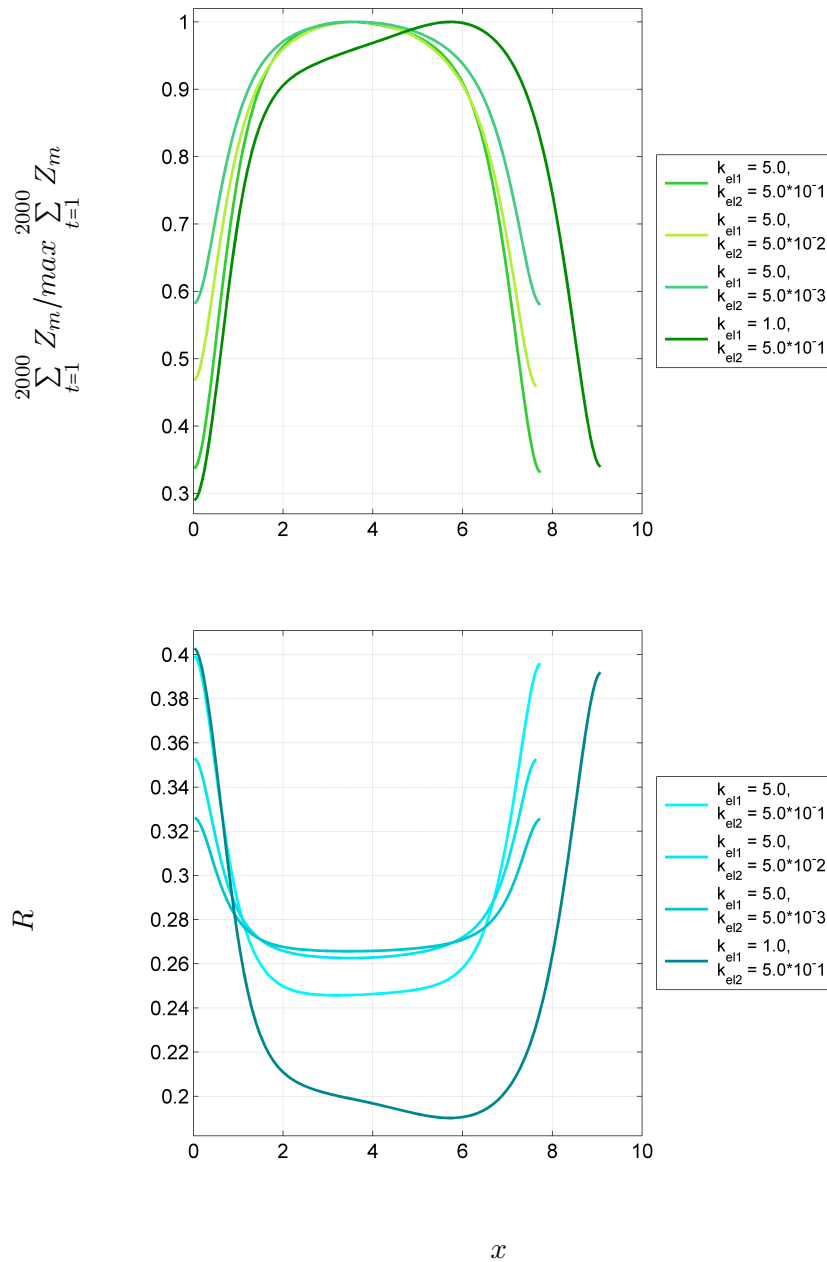 1
0.9
0.8
0.7
0.6
0.5
0.4
0.3
0 2 4 6 8 10
2000 2000
∑ Z_m/max ∑ Z_m
t=1 t=1
k_el1 = 5.0,
k_el2 = 5.0*10⁻1
k_el1 = 5.0,
k_el2 = 5.0*10⁻2
k_el1 = 5.0,
k_el2 = 5.0*10⁻3
k_el1 = 1.0,
k_el2 = 5.0*10⁻1
0.4
0.38
0.36
0.34
0.32
0.3
0.28
0.26
0.24
0.22
0.2
0 2 4 6 8 10
R
k_el1 = 5.0,
k_el2 = 5.0*10⁻1
k_el1 = 5.0,
k_el2 = 5.0*10⁻2
k_el1 = 5.0,
k_el2 = 5.0*10⁻3
k_el1 = 1.0,
k_el2 = 5.0*10⁻1
x